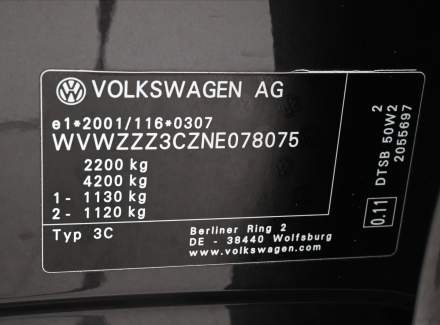 VOLKSWAGEN AG
e1*2001/116*0307
WVWZZZ3CZNE078075
2200 kg
4200 kg
1- 1130 kg
2- 1120 kg
Typ 3C
Berliner Ring 2
DE - 38440 Wolfsburg
www.volkswagen.com
0.11
DTSB 50W2 2
2055697